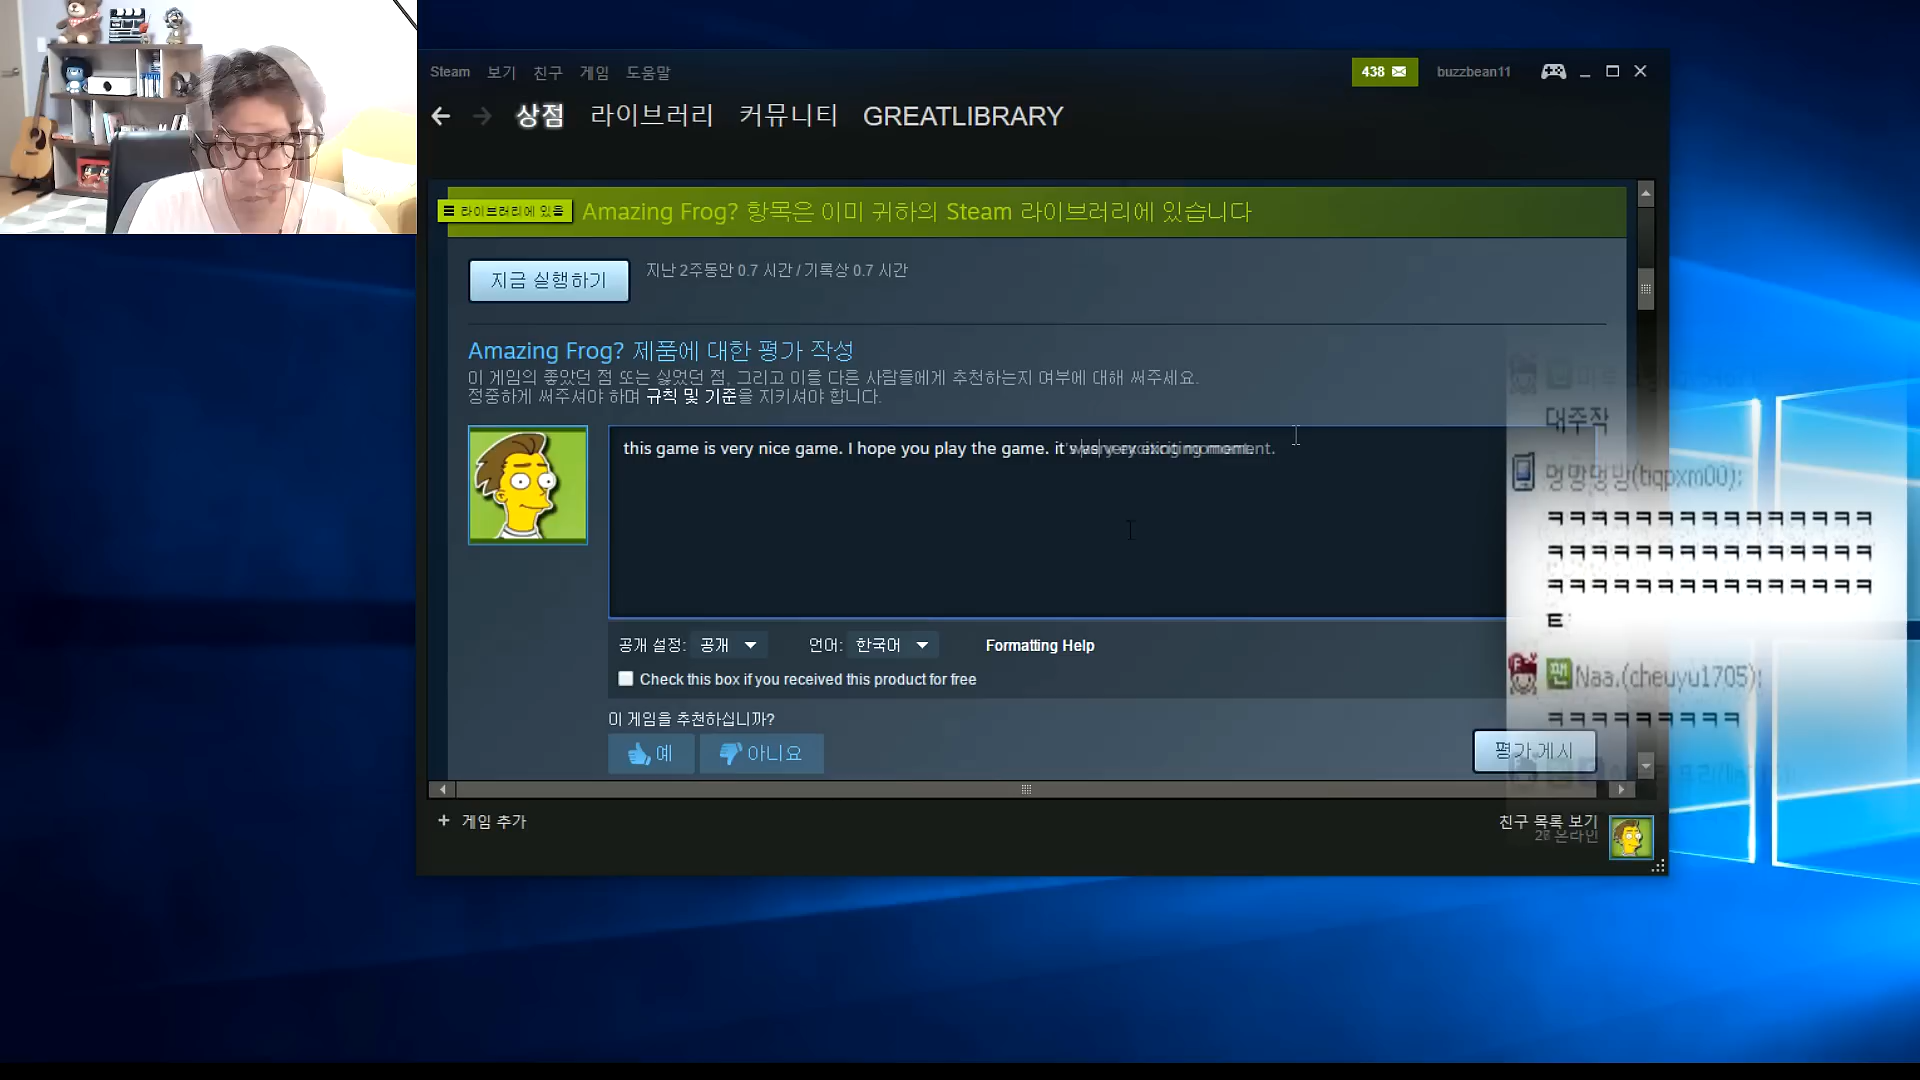 Steam 보기 친구 게임 도움말
438
buzzbean11
상점 라이브러리 커뮤니티 GREATLIBRARY
라이브러리에 있음
Amazing Frog? 항목은 이미 귀하의 Steam 라이브러리에 있습니다
지금 실행하기
지난 2주동안 0.7 시간 / 기록상 0.7 시간
Amazing Frog? 제품에 대한 평가 작성
이 게임의 좋았던 점 또는 싫었던 점, 그리고 이를 다른 사람들에게 추천하는지 여부에 대해 써주세요.
정중하게 써주셔야 하며 규칙 및 기준을 지키셔야 합니다.
this game is very nice game. I hope you play the game.
공개 설정: 공개
언어: 한국어
Formatting Help
Check this box if you received this product for free
이 게임을 추천하십니까?
예
아니요
평가 게시
게임 추가
친구 목록 보기
온라인
대주작
멍망멍망(tiqpxm00);
ㅋㅋㅋㅋㅋㅋㅋㅋㅋㅋㅋㅋㅋㅋㅋ
ㅋㅋㅋㅋㅋㅋㅋㅋㅋㅋㅋㅋㅋㅋㅋ
ㅋㅋㅋㅋㅋㅋㅋㅋㅋㅋㅋㅋㅋㅋㅋ
ㅌ
팬 Naa.(cheuyu1705);
ㅋㅋㅋㅋㅋㅋㅋㅋㅋ